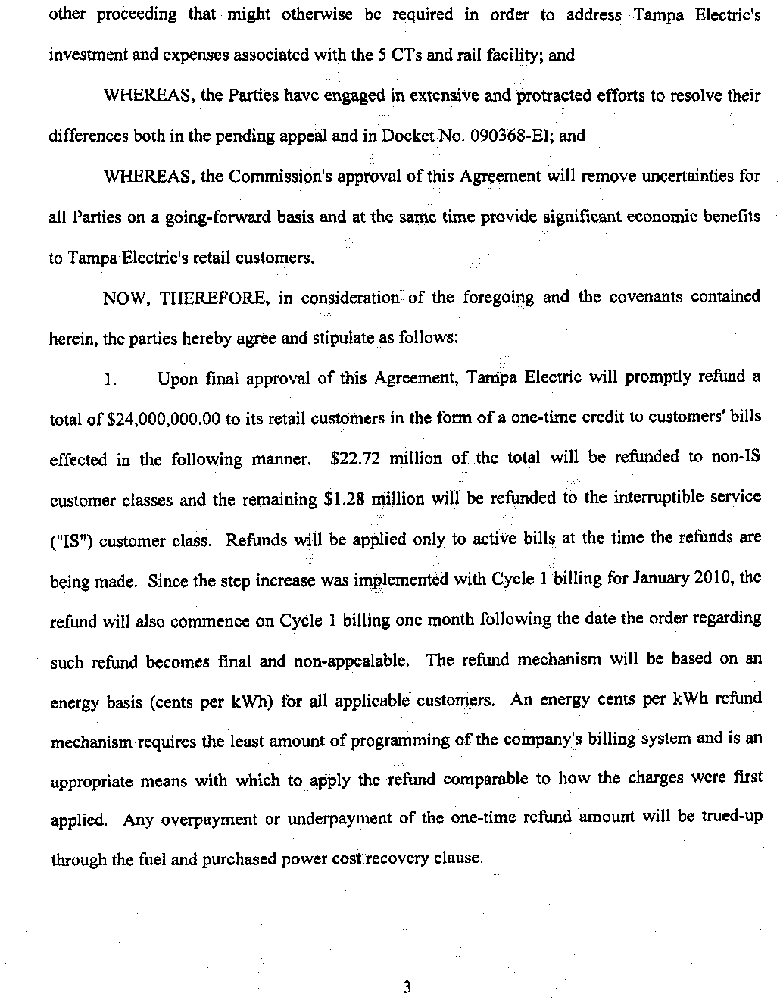 other proceeding that might otherwise be required in order to address Tampa Electric's
investment and expenses associated with the 5 CTs and rail facility; and
WHEREAS, the Parties have engaged in extensive and protracted efforts to resolve their
differences both in the pending appeal and in Docket No. 090368-EI; and
WHEREAS, the Commission's approval of this Agreement will remove uncertainties for
all Parties on a going-forward basis and at the same time provide significant economic benefits
to Tampa Electric's retail customers.
NOW, THEREFORE, in consideration of the foregoing and the covenants contained
herein, the parties hereby agree and stipulate as follows:
1. Upon final approval of this Agreement, Tampa Electric will promptly refund a
total of $24,000,000.00 to its retail customers in the form of a one-time credit to customers' bills
effected in the following manner. $22.72 million of the total will be refunded to non-IS
customer classes and the remaining $1.28 million will be refunded to the interruptible service
("IS") customer class. Refunds will be applied only to active bills at the time the refunds are
being made. Since the step increase was implemented with Cycle 1 billing for January 2010, the
refund will also commence on Cycle 1 billing one month following the date the order regarding
such refund becomes final and non-appealable. The refund mechanism will be based on an
energy basis (cents per kWh) for all applicable customers. An energy cents per kWh refund
mechanism requires the least amount of programming of the company's billing system and is an
appropriate means with which to apply the refund comparable to how the charges were first
applied. Any overpayment or underpayment of the one-time refund amount will be trued-up
through the fuel and purchased power cost recovery clause.
3